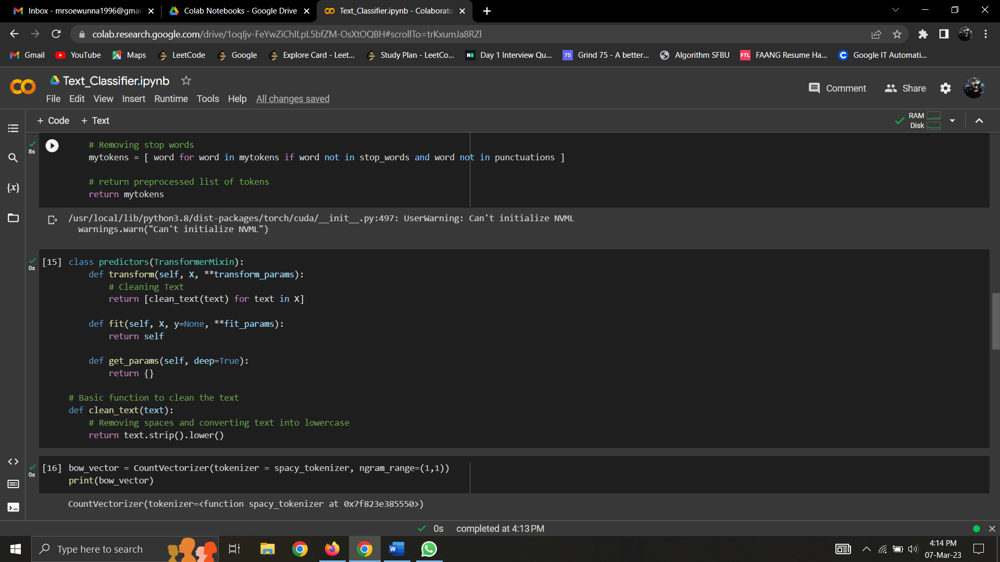 Inbox - mrsoewunna1996@gmai
Colab Notebooks - Google Drive
Text_Classifier.ipynb - Colaborato
colab.research.google.com/drive/1oqIjv-FeYwZiChILpL5bfZM-OsXtOQBH#scrollTo=trKxumJa8RZl
Gmail YouTube Maps LeetCode Google Explore Card - Leet... Study Plan - LeetCo... Day 1 Interview Qu... 75 Grind 75 - A better... Algorithm SFBU FTL FAANG Resume Ha... Google IT Automati...
Text_Classifier.ipynb
Comment Share
File Edit View Insert Runtime Tools Help All changes saved
+ Code + Text
RAM
Disk
8s
# Removing stop words
mytokens = [ word for word in mytokens if word not in stop_words and word not in punctuations ]
# return preprocessed list of tokens
return mytokens
/usr/local/lib/python3.8/dist-packages/torch/cuda/__init__.py:497: UserWarning: Can't initialize NVML
warnings.warn("Can't initialize NVML")
0s
[15] class predictors(TransformerMixin):
def transform(self, X, **transform_params):
# Cleaning Text
return [clean_text(text) for text in X]
def fit(self, X, y=None, **fit_params):
return self
def get_params(self, deep=True):
return {}
# Basic function to clean the text
def clean_text(text):
# Removing spaces and converting text into lowercase
return text.strip().lower()
0s
[16] bow_vector = CountVectorizer(tokenizer = spacy_tokenizer, ngram_range=(1,1))
print(bow_vector)
CountVectorizer(tokenizer=<function spacy_tokenizer at 0x7f823e385550>)
0s completed at 4:13 PM
Type here to search
4:14 PM
07-Mar-23